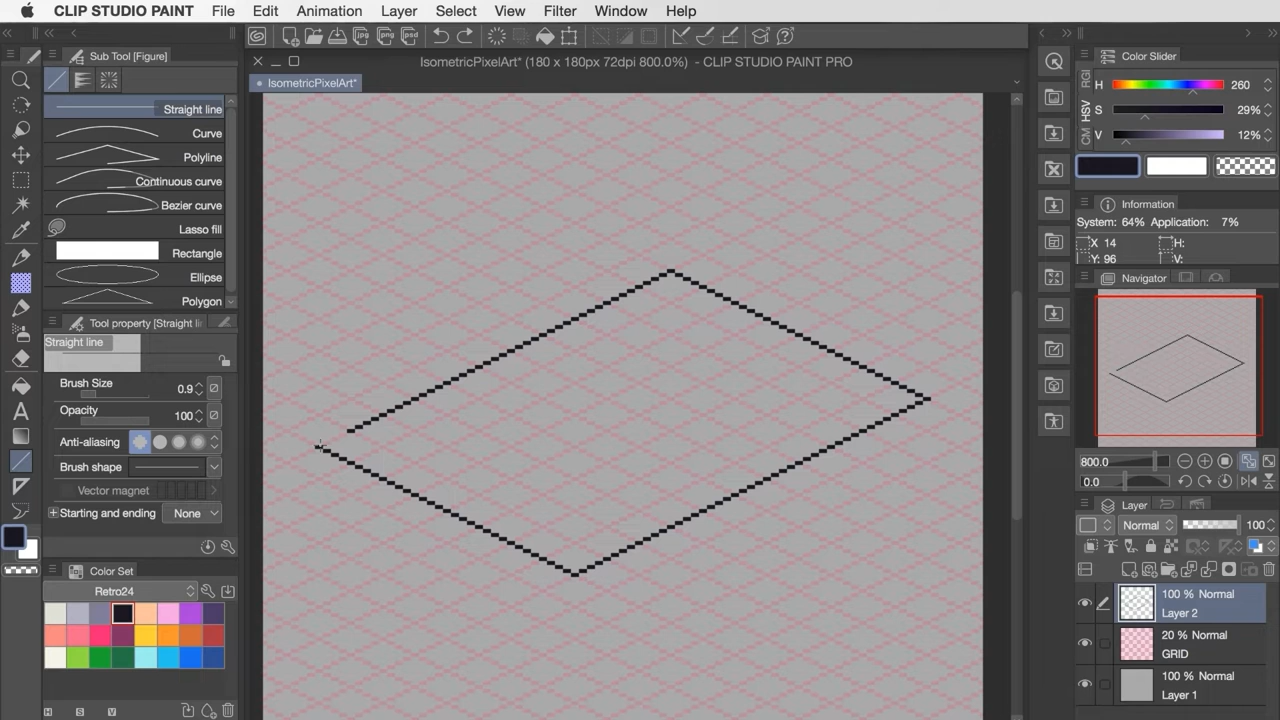 CLIP STUDIO PAINT File Edit Animation Layer Select View Filter Window Help
Sub Tool [Figure]
Straight line
Curve
Polyline
Continuous curve
Bezier curve
Lasso fill
Rectangle
Ellipse
Polygon
Tool property [Straight li
Straight line
Brush Size 0.9
Opacity 100
Anti-aliasing
Brush shape
Vector magnet
Starting and ending None
Color Set
Retro24
H S V
IsometricPixelArt* (180 x 180px 72dpi 800.0%) - CLIP STUDIO PAINT PRO
IsometricPixelArt*
Color Slider
HSV
H 260
S 29%
V 12%
Information
System: 64% Application: 7%
X 14 H:
Y: 96 V:
Navigator
800.0
0.0
Layer
Normal 100
100 % Normal
Layer 2
20 % Normal
GRID
100 % Normal
Layer 1